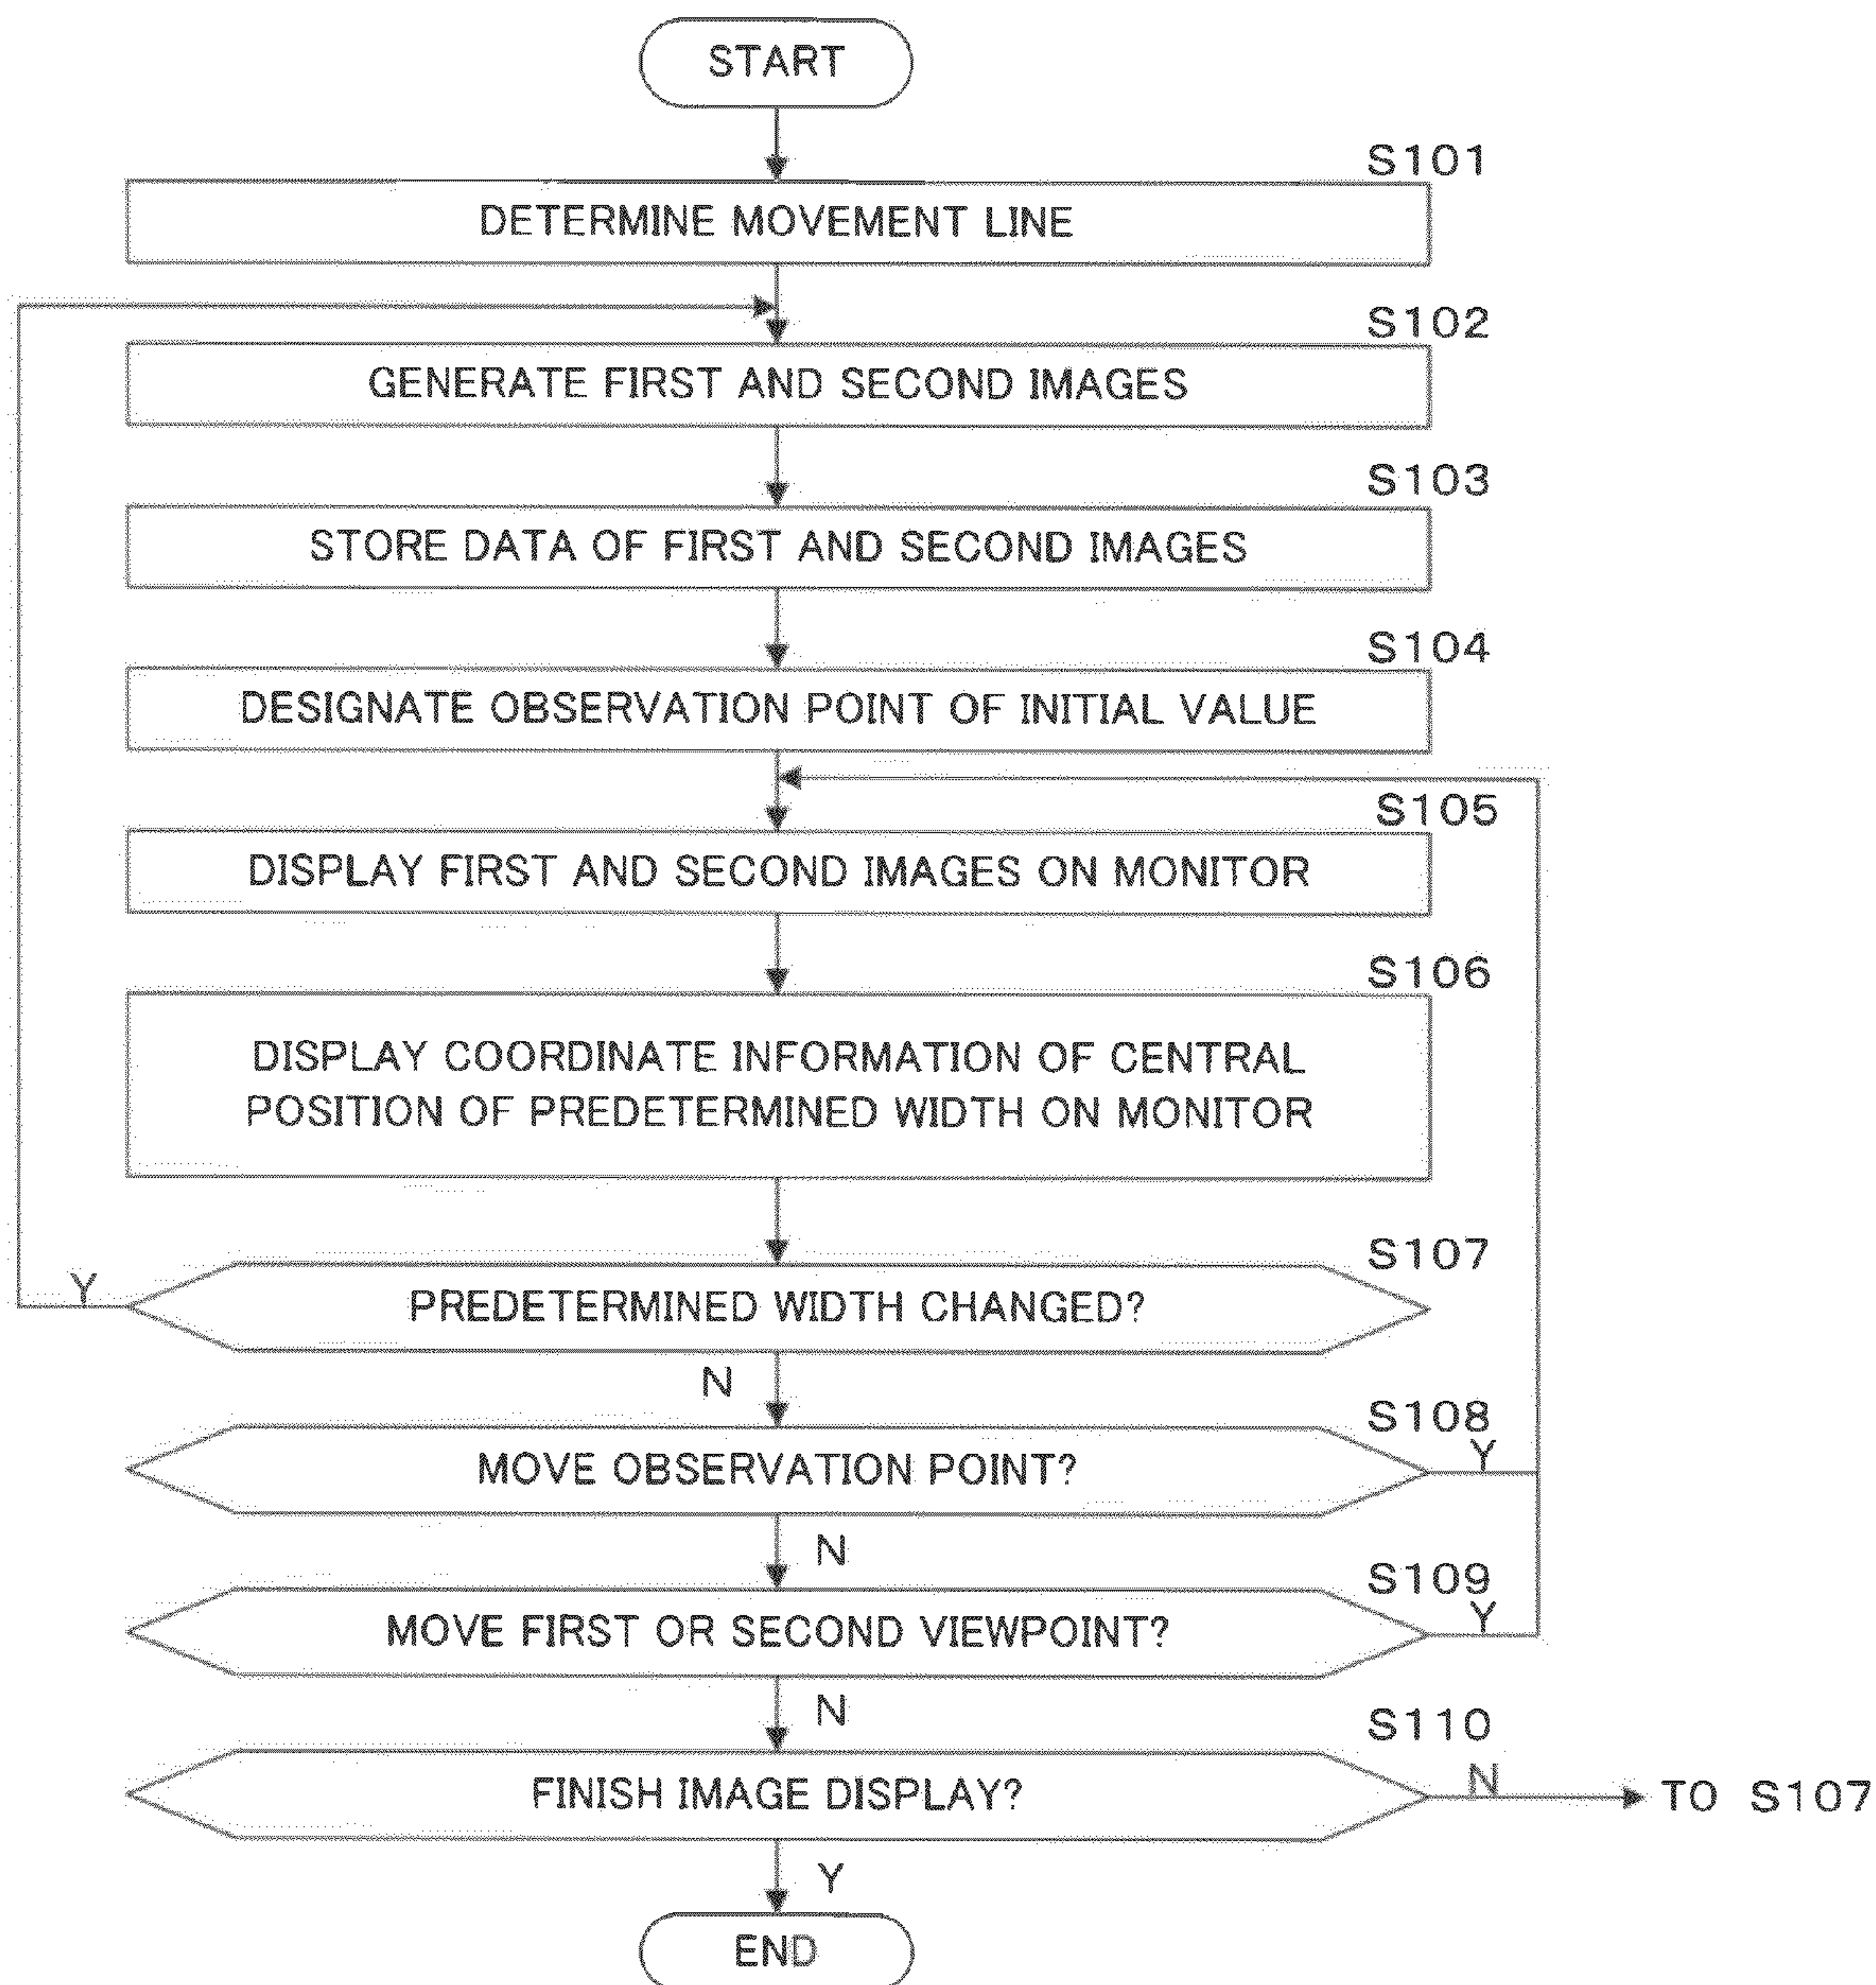 START
S101
DETERMINE MOVEMENT LINE
S102
GENERATE FIRST AND SECOND IMAGES
S103
STORE DATA OF FIRST AND SECOND IMAGES
S104
DESIGNATE OBSERVATION POINT OF INITIAL VALUE
S105
DISPLAY FIRST AND SECOND IMAGES ON MONITOR
S106
DISPLAY COORDINATE INFORMATION OF CENTRAL
POSITION OF PREDETERMINED WIDTH ON MONITOR
S107
Y
PREDETERMINED WIDTH CHANGED?
N
S108
MOVE OBSERVATION POINT?
Y
N
S109
MOVE FIRST OR SECOND VIEWPOINT?
Y
N
S110
FINISH IMAGE DISPLAY?
N
TO S107
Y
END